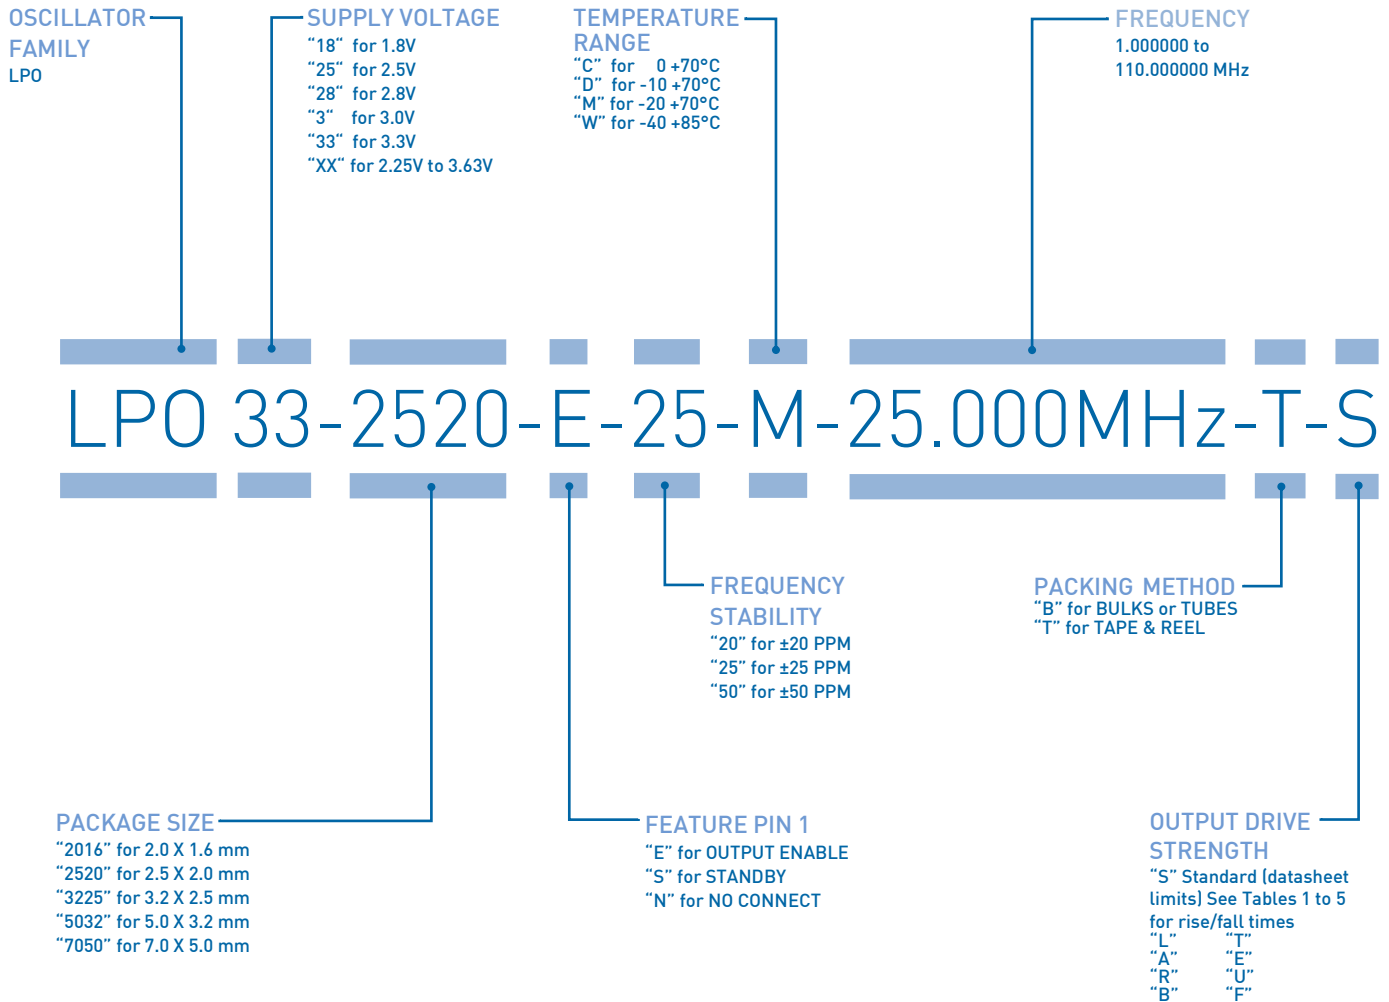 OSCILLATOR
FAMILY
LPO
SUPPLY VOLTAGE
“18“ for 1.8V
“25“ for 2.5V
“28“ for 2.8V
“3“ for 3.0V
“33“ for 3.3V
“XX“ for 2.25V to 3.63V
TEMPERATURE
RANGE
“C” for 0 +70°C
“D” for -10 +70°C
“M” for -20 +70°C
“W” for -40 +85°C
FREQUENCY
1.000000 to
110.000000 MHz
LPO 33-2520-E-25-M-25.000MHz-T-S
FREQUENCY
STABILITY
“20” for ±20 PPM
“25” for ±25 PPM
“50” for ±50 PPM
PACKING METHOD
“B” for BULKS or TUBES
“T” for TAPE & REEL
PACKAGE SIZE
“2016” for 2.0 X 1.6 mm
“2520” for 2.5 X 2.0 mm
“3225” for 3.2 X 2.5 mm
“5032” for 5.0 X 3.2 mm
“7050” for 7.0 X 5.0 mm
FEATURE PIN 1
“E” for OUTPUT ENABLE
“S” for STANDBY
“N” for NO CONNECT
OUTPUT DRIVE
STRENGTH
“S” Standard (datasheet
limits) See Tables 1 to 5
for rise/fall times
“L” “T”
“A” “E”
“R” “U”
“B” “F”